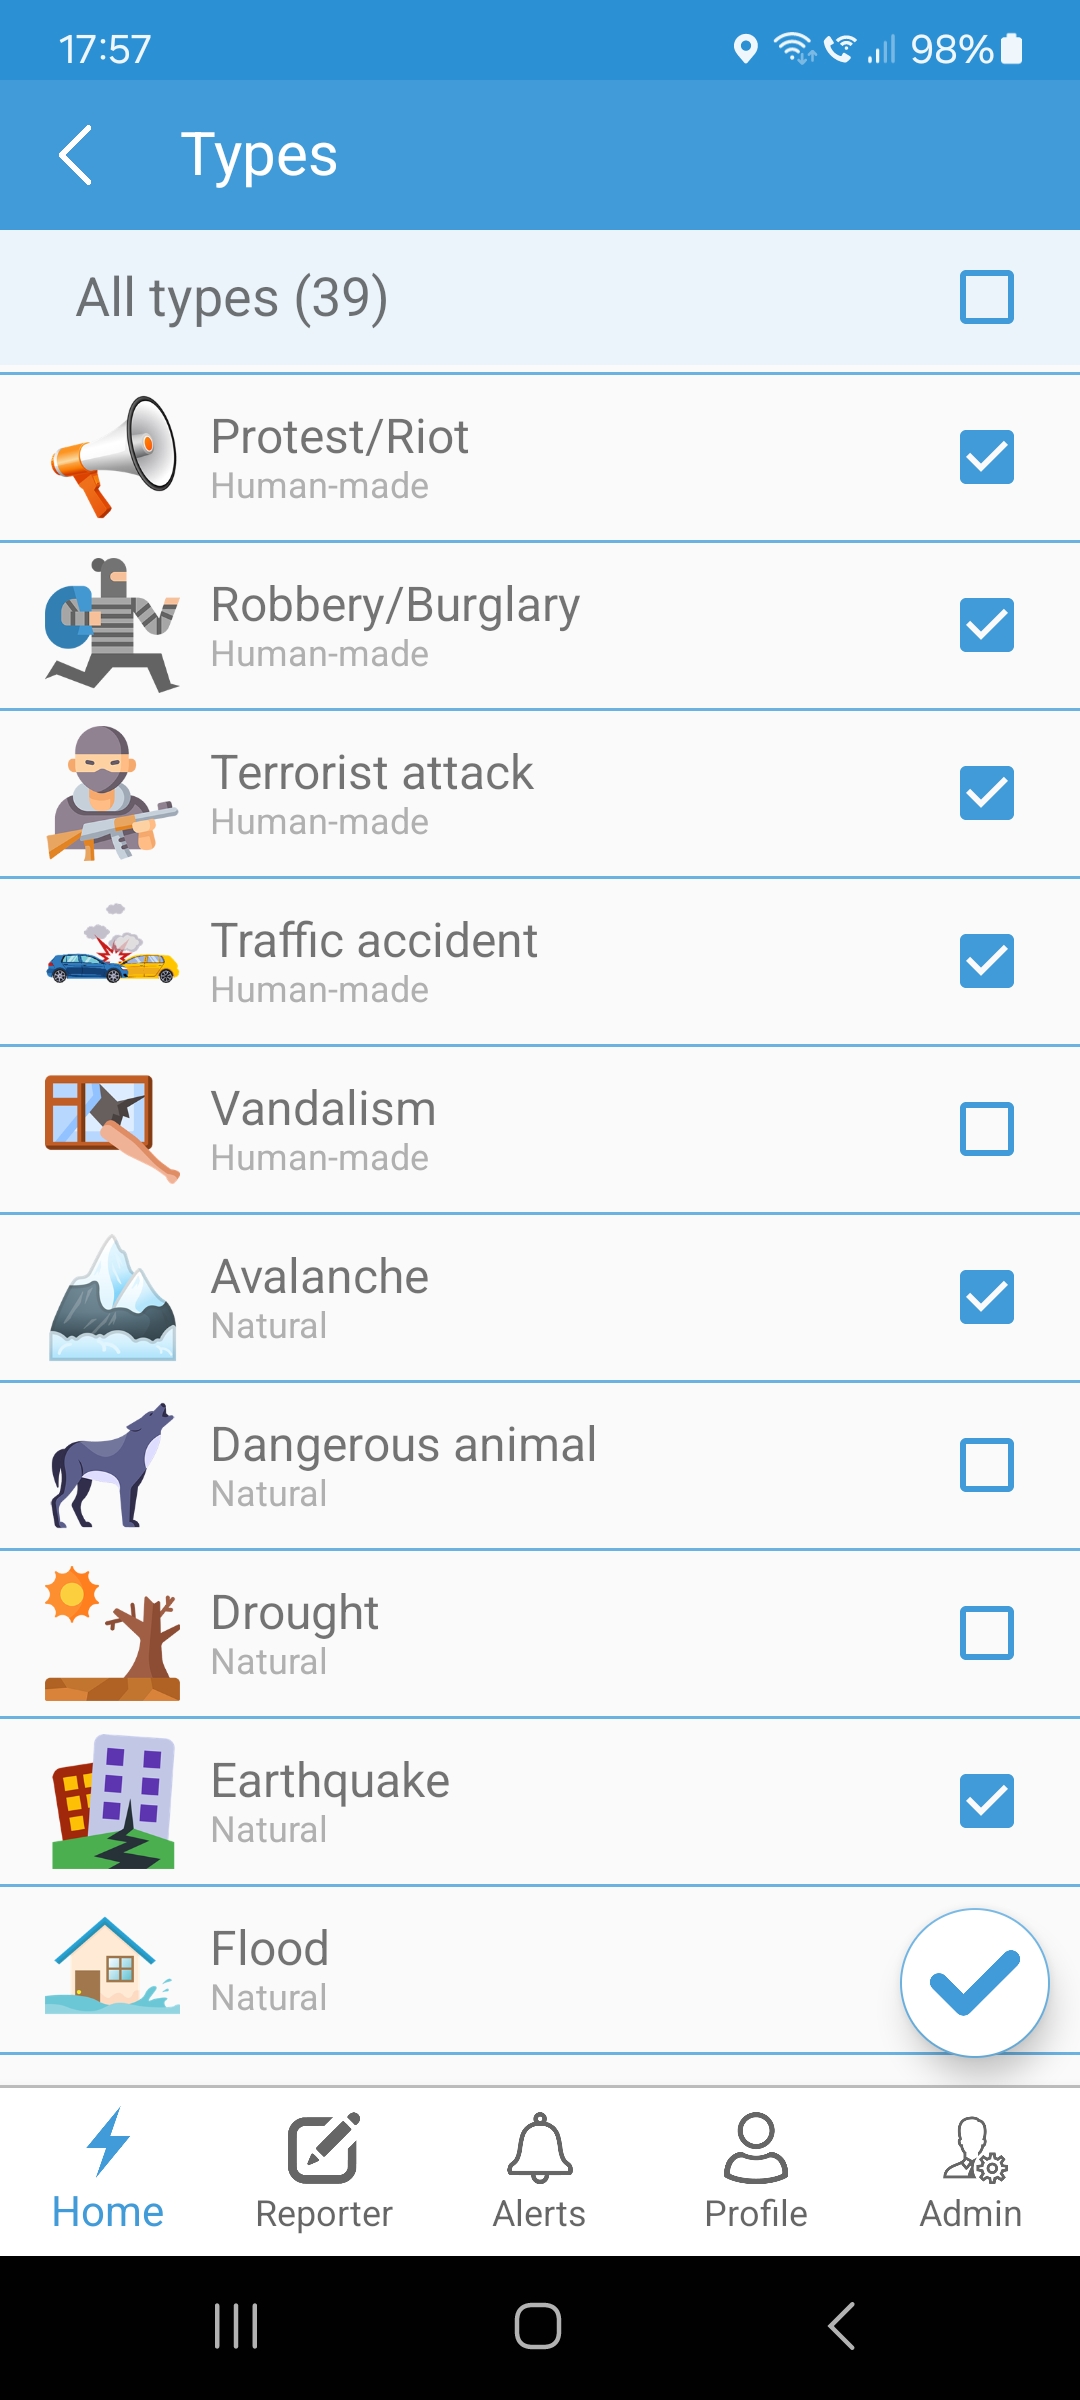 17:57 98%
Types
All types (39)
Protest/Riot
Human-made
Robbery/Burglary
Human-made
Terrorist attack
Human-made
Traffic accident
Human-made
Vandalism
Human-made
Avalanche
Natural
Dangerous animal
Natural
Drought
Natural
Earthquake
Natural
Flood
Natural
Home Reporter Alerts Profile Admin